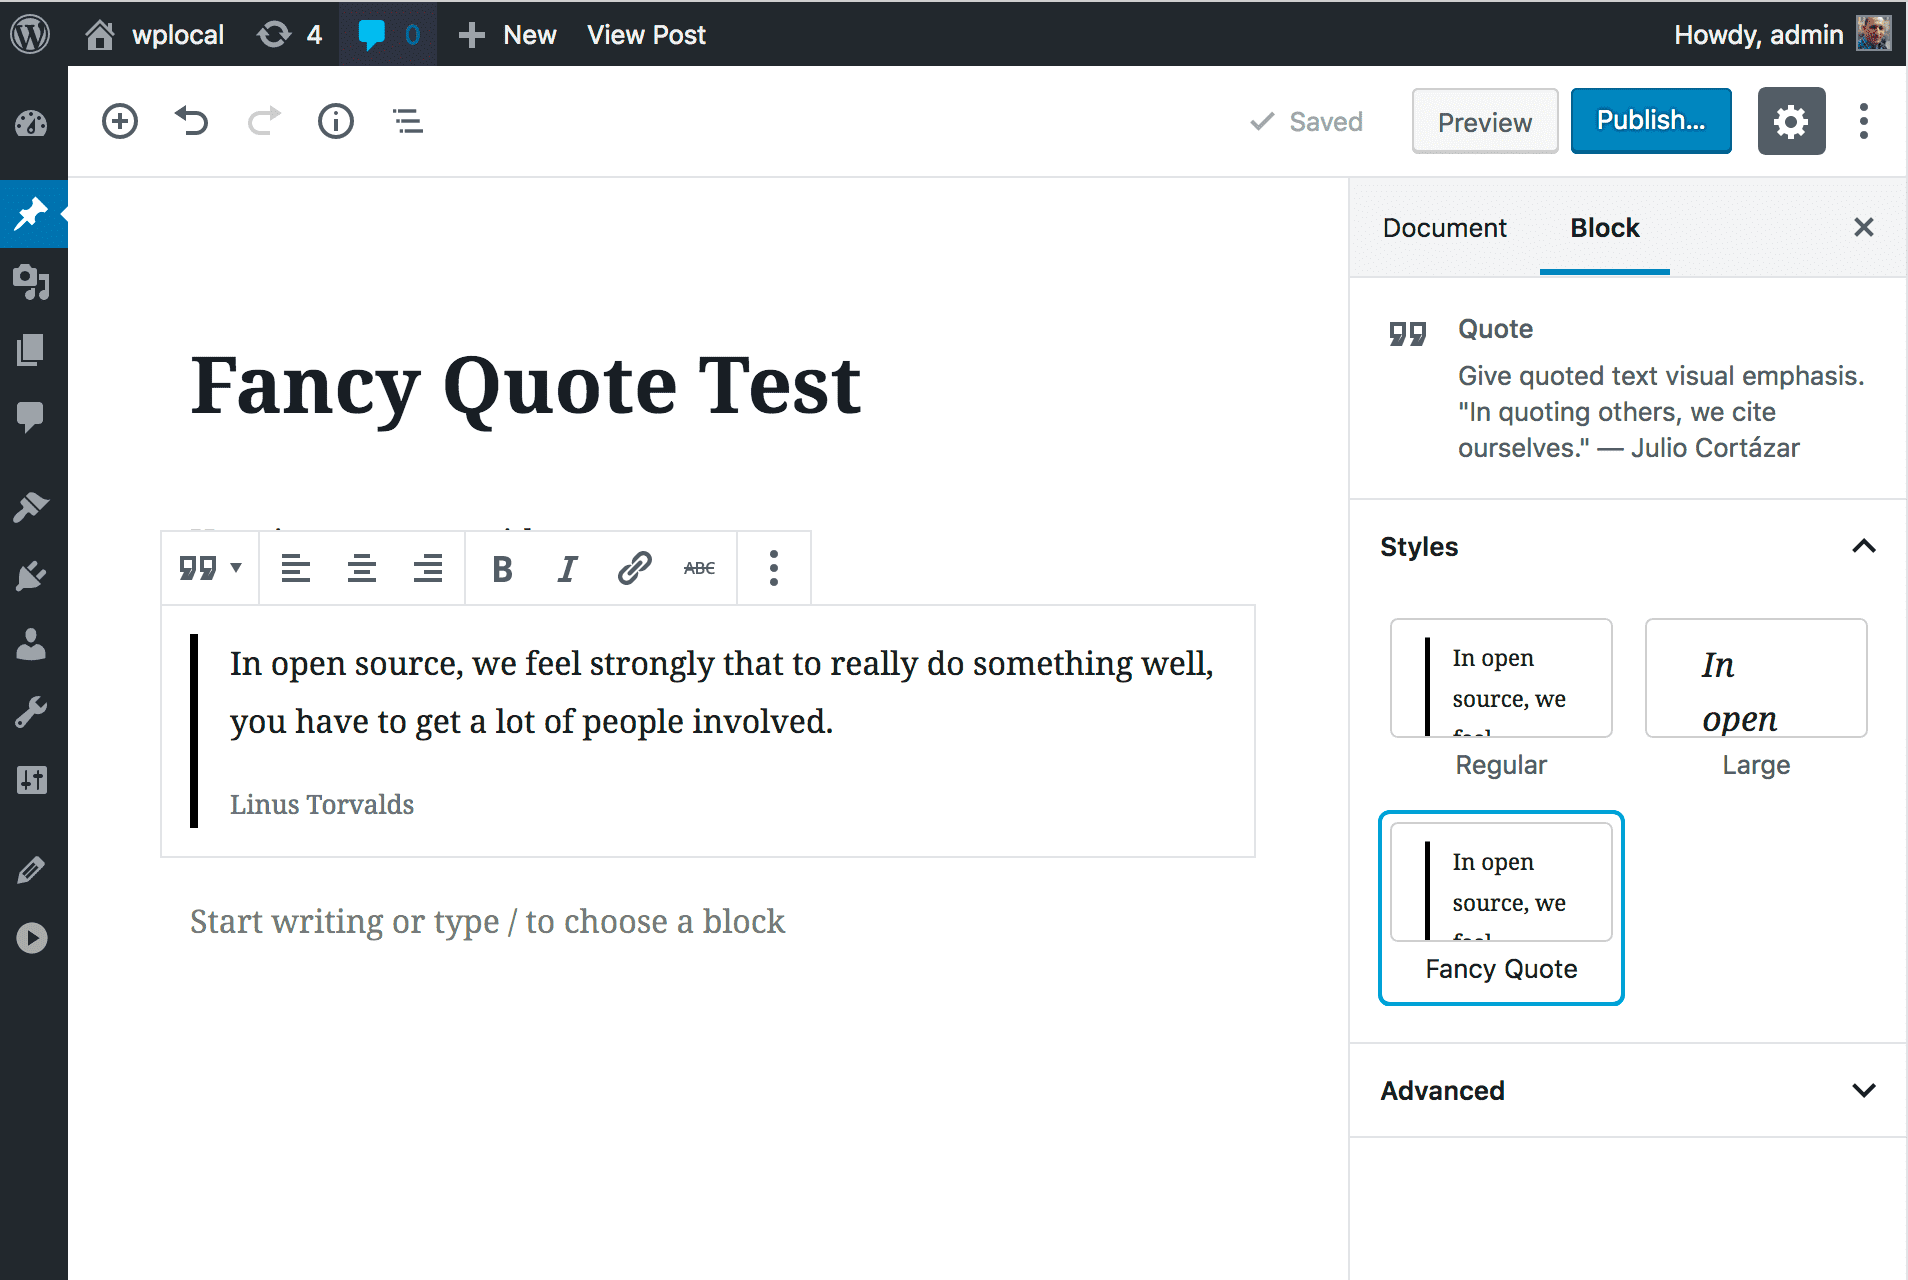 wplocal 4 0 New View Post Howdy, admin
Saved Preview Publish...
Document Block
Fancy Quote Test
Quote
Give quoted text visual emphasis.
"In quoting others, we cite
ourselves." — Julio Cortázar
B I ABC
In open source, we feel strongly that to really do something well,
you have to get a lot of people involved.
Linus Torvalds
Start writing or type / to choose a block
Styles
In open
source, we
feel
Regular
In
open
Large
In open
source, we
feel
Fancy Quote
Advanced